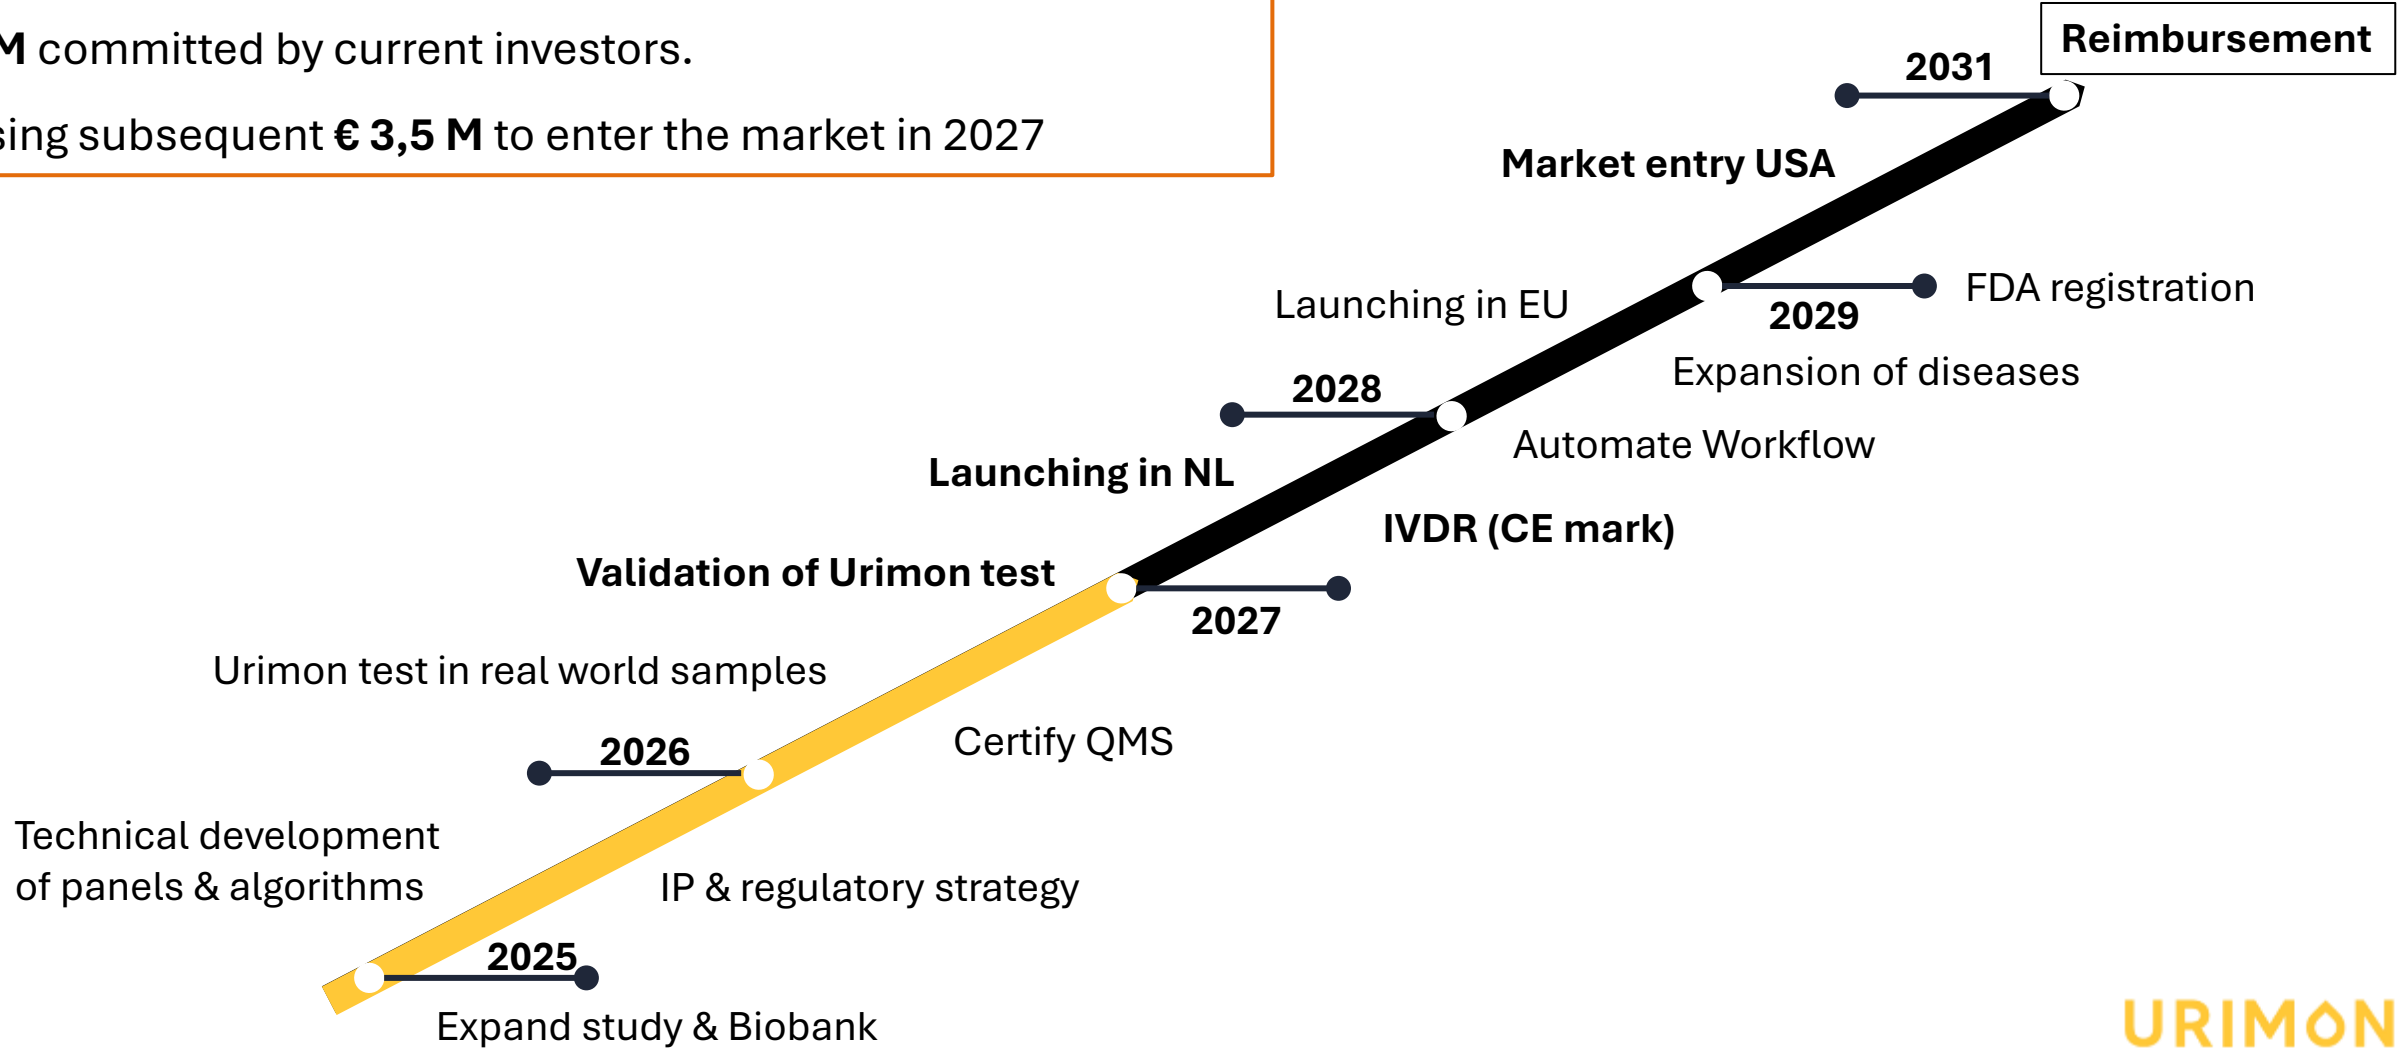 M committed by current investors.
sing subsequent € 3,5 M to enter the market in 2027
Reimbursement
2031
Market entry USA
Launching in EU
FDA registration
2029
Expansion of diseases
2028
Automate Workflow
Launching in NL
IVDR (CE mark)
Validation of Urimon test
2027
Urimon test in real world samples
Certify QMS
2026
Technical development
of panels & algorithms
IP & regulatory strategy
2025
Expand study & Biobank
URIMON